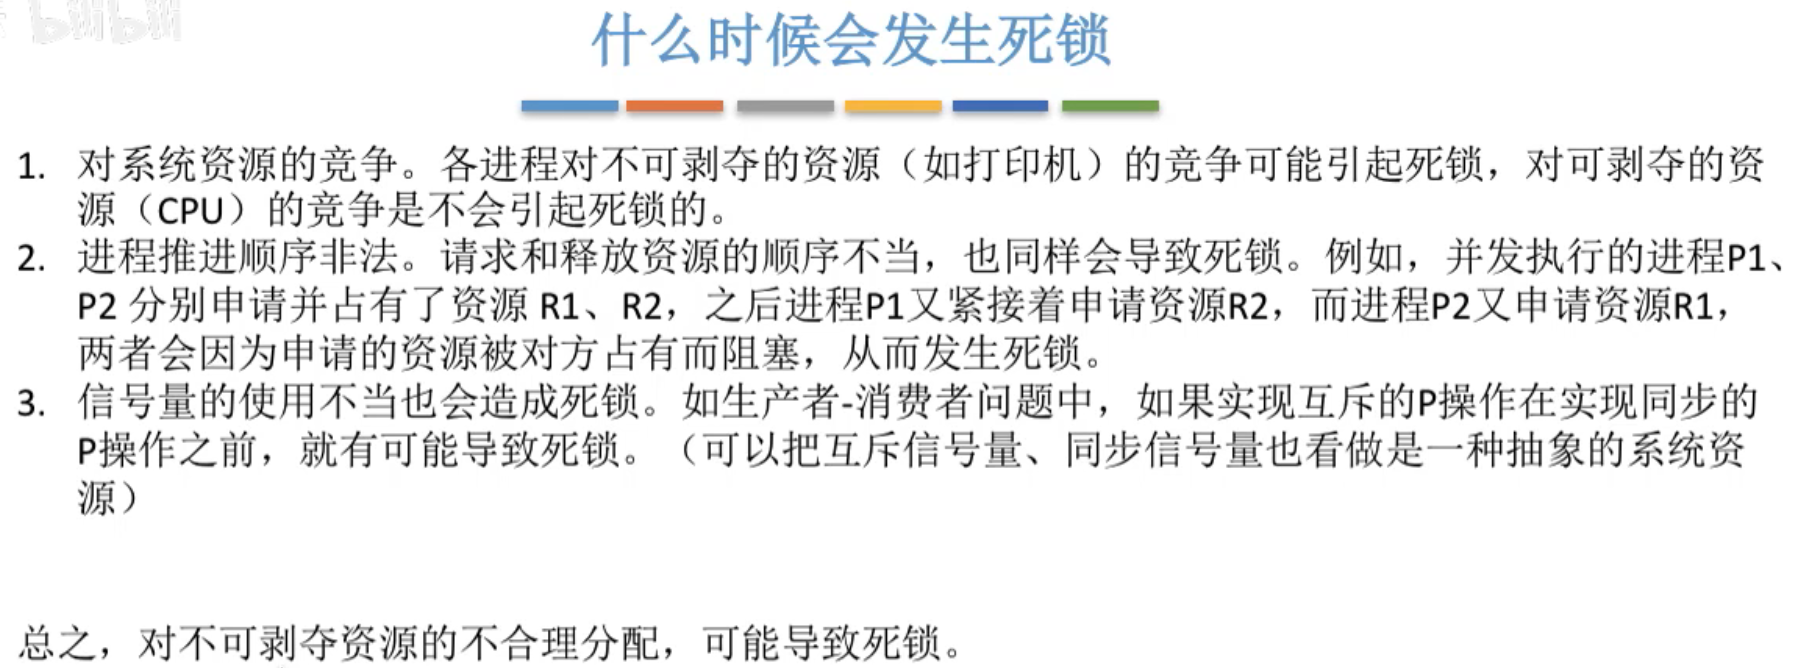 bilibili
什么时候会发生死锁
1. 对系统资源的竞争。各进程对不可剥夺的资源（如打印机）的竞争可能引起死锁，对可剥夺的资
源（CPU）的竞争是不会引起死锁的。
2. 进程推进顺序非法。请求和释放资源的顺序不当，也同样会导致死锁。例如，并发执行的进程P1、
P2 分别申请并占有了资源 R1、R2，之后进程P1又紧接着申请资源R2，而进程P2又申请资源R1，
两者会因为申请的资源被对方占有而阻塞，从而发生死锁。
3. 信号量的使用不当也会造成死锁。如生产者-消费者问题中，如果实现互斥的P操作在实现同步的
P操作之前，就有可能导致死锁。（可以把互斥信号量、同步信号量也看做是一种抽象的系统资
源）
总之，对不可剥夺资源的不合理分配，可能导致死锁。